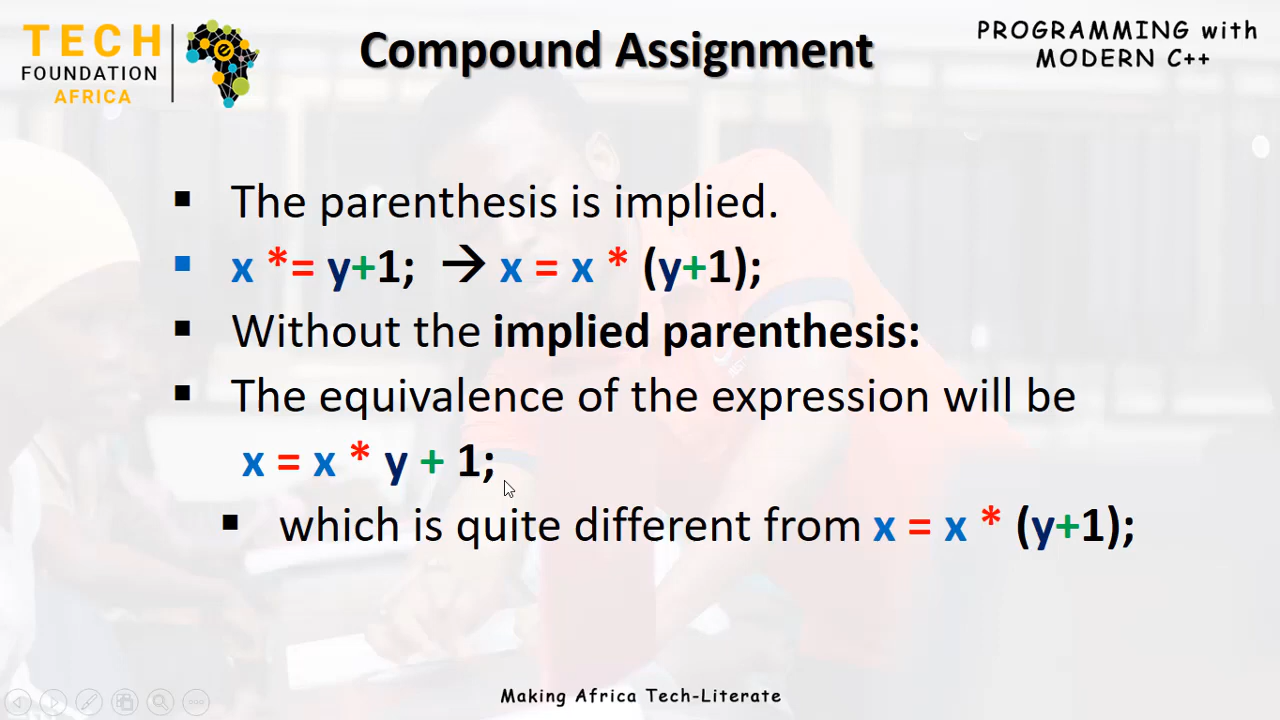 TECH
FOUNDATION
AFRICA
e
Compound Assignment
PROGRAMMING with
MODERN C++
▪ The parenthesis is implied.
▪ x *= y+1; → x = x * (y+1);
▪ Without the implied parenthesis:
▪ The equivalence of the expression will be
x = x * y + 1;
▪ which is quite different from x = x * (y+1);
Making Africa Tech-Literate